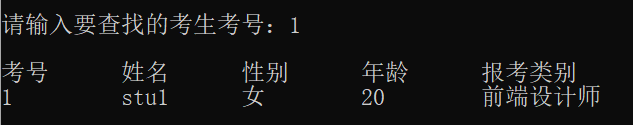 请输入要查找的考生考号：1
考号 姓名 性别 年龄 报考类别
1 stu1 女 20 前端设计师